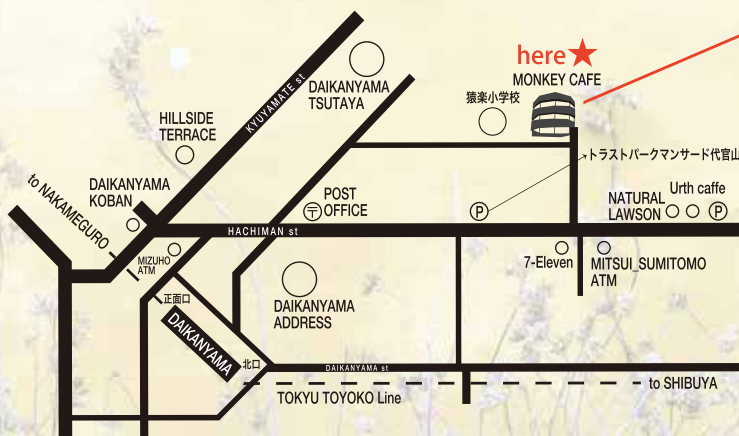 here★
MONKEY CAFE
DAIKANYAMA
TSUTAYA
KYUYAMATE st
猿楽小学校
HILLSIDE
TERRACE
トラストパークマンサード代官山
DAIKANYAMA
KOBAN
to NAKAMEGURO
〒
POST
OFFICE
P
NATURAL
LAWSON
Urth caffe
P
HACHIMAN st
MIZUHO
ATM
7-Eleven
MITSUI_SUMITOMO
ATM
正面口
DAIKANYAMA
ADDRESS
DAIKANYAMA
北口
DAIKANYAMA st
to SHIBUYA
TOKYU TOYOKO Line